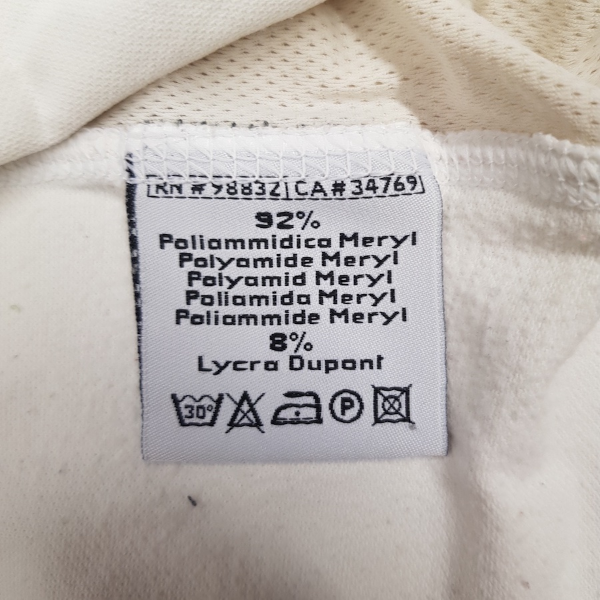 RN #98832 CA#34769
92%
Poliammidica Meryl
Polyamide Meryl
Polyamid Meryl
Poliamida Meryl
Poliammide Meryl
8%
Lycra Dupont
30° P